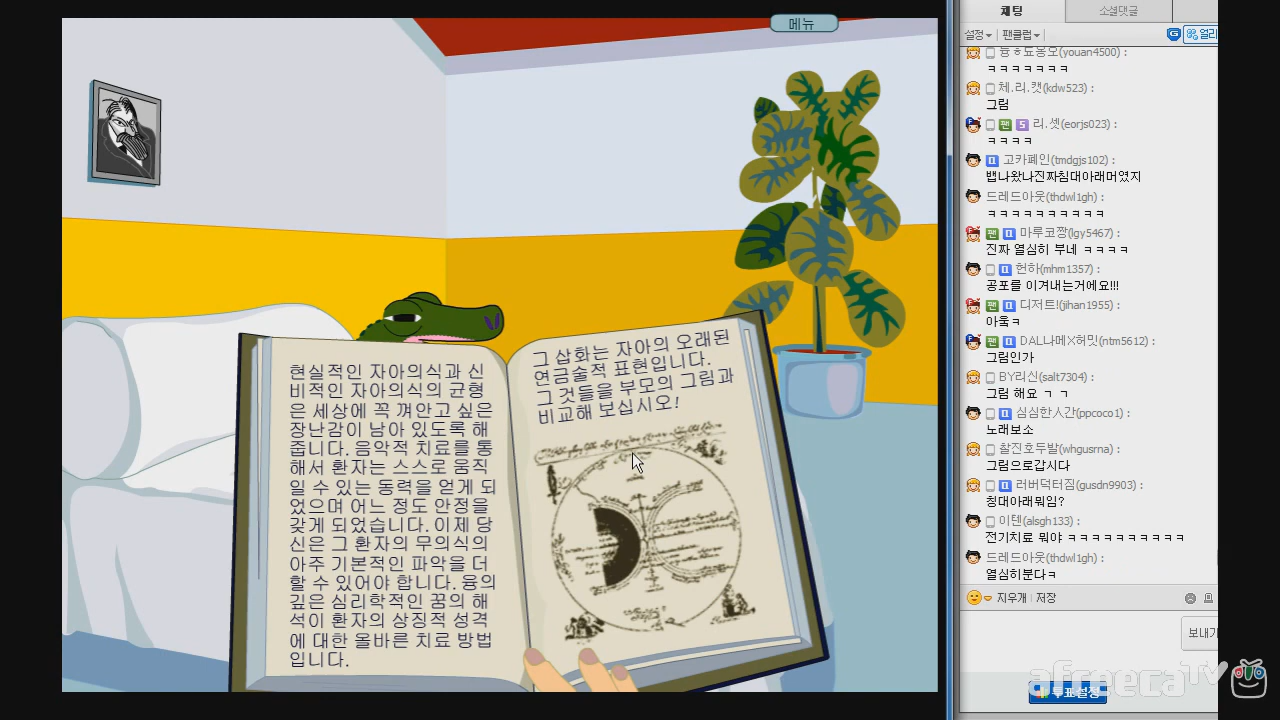 메뉴
현실적인 자아의식과 신
비적인 자아의식의 균형
은 세상에 꼭 껴안고 싶은
장난감이 남아 있도록 해
줍니다. 음악적 치료를 통
해서 환자는 스스로 움직
일 수 있는 동력을 얻게 되
었으며 어느 정도 안정을
갖게 되었습니다. 이제 당
신은 그 환자의 무의식의
아주 기본적인 파악을 더
할 수 있어야 합니다. 융의
깊은 심리학적인 꿈의 해
석이 환자의 상징적 성격
에 대한 올바른 치료 방법
입니다.
그 삽화는 자아의 오래된
연금술적 표현입니다.
그 것들을 부모의 그림과
비교해 보십시오!
채팅
소셜댓글
설정
팬클럽
얼리
(youan4500) :
ㅋㅋㅋㅋㅋㅋㅋ
체.리.캣(kdw523) :
그림
팬 S 리.셋(eorjs023) :
ㅋㅋㅋㅋ
고카페인(tmdgjs102) :
뱁나왔나진짜침대아래머였지
드레드아웃(thdwl1gh) :
ㅋㅋㅋㅋㅋㅋㅋㅋㅋㅋ
팬 마루코짱(lgy5467) :
진짜 열심히 부네 ㅋㅋㅋㅋ
헌하(mhm1357) :
공포를 이겨내는거에요!!!
팬 디저트!(jihan1955) :
아흑ㅋ
팬 DAL나메X허밋(ntm5612) :
그림인가
BY리신(salt7304) :
그림 해요 ㄱ ㄱ
심심한人간(ppcoco1) :
노래보소
찰진호두발(whgusrna) :
그림으로갑시다
러버덕터짐(gusdn9903) :
칭대아래뭐임?
이텐(alsgh133) :
전기치료 뭐야 ㅋㅋㅋㅋㅋㅋㅋㅋㅋㅋ
드레드아웃(thdwl1gh) :
열심히분다ㅋ
지우개 저장
보내기
afreecaTV
투표설정